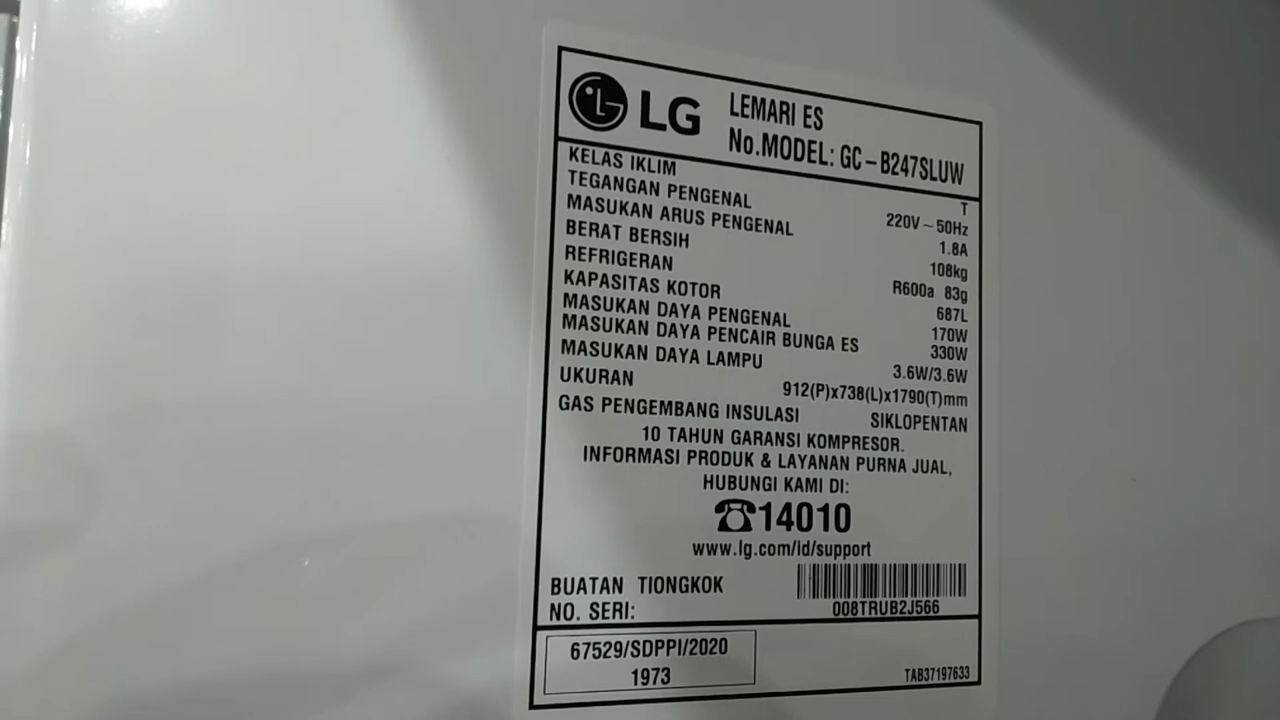 LG LEMARI ES
No.MODEL: GC-B247SLUW
KELAS IKLIM T
TEGANGAN PENGENAL 220V~50Hz
MASUKAN ARUS PENGENAL 1.8A
BERAT BERSIH 108kg
REFRIGERAN R600a 83g
KAPASITAS KOTOR 687L
MASUKAN DAYA PENGENAL 170W
MASUKAN DAYA PENCAIR BUNGA ES 330W
MASUKAN DAYA LAMPU 3.6W/3.6W
UKURAN 912(P)x738(L)x1790(T)mm
GAS PENGEMBANG INSULASI SIKLOPENTAN
10 TAHUN GARANSI KOMPRESOR.
INFORMASI PRODUK & LAYANAN PURNA JUAL,
HUBUNGI KAMI DI:
☎14010
www.lg.com/id/support
BUATAN TIONGKOK
NO. SERI: 008TRUB2J566
67529/SDPPI/2020
1973
TAB37197633